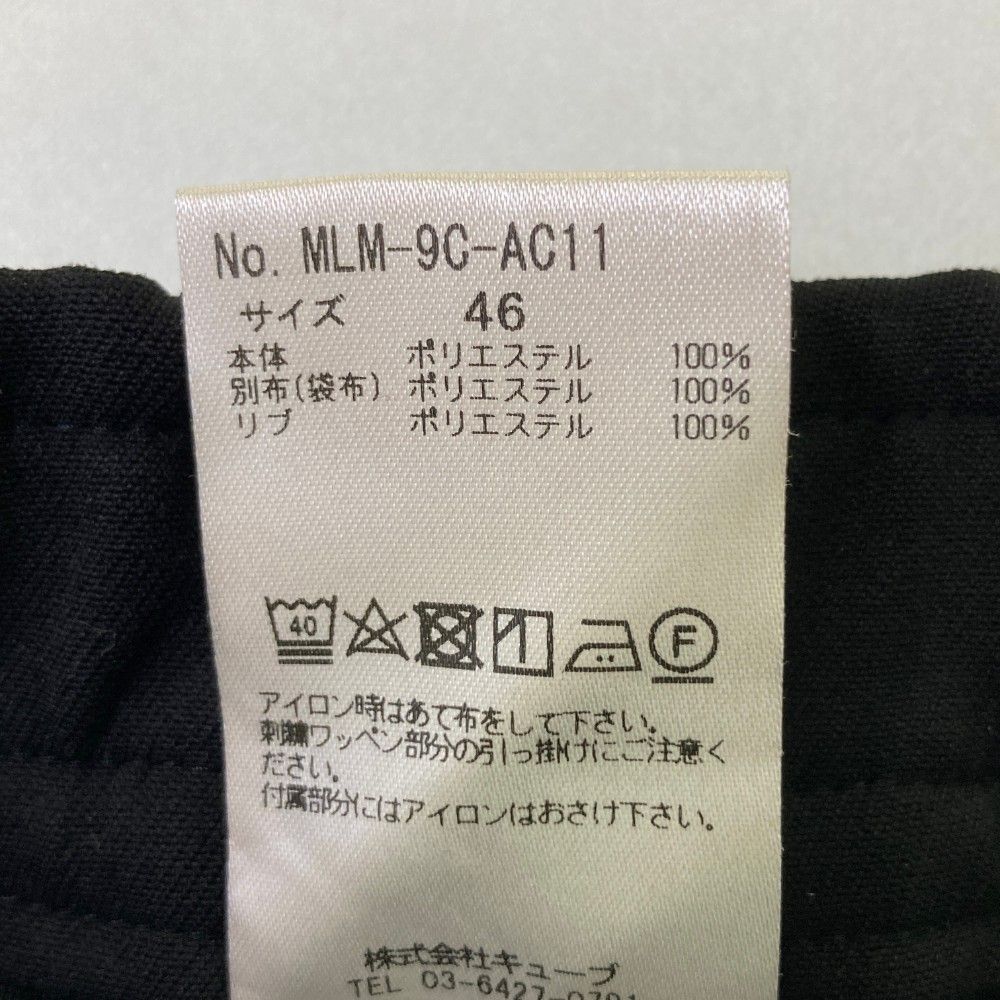 No. MLM-9C-AC11
サイズ 46
本体 ポリエステル 100%
別布(袋布) ポリエステル 100%
リブ ポリエステル 100%
40 F
アイロン時はあて布をして下さい。
刺繍ワッペン部分の引っ掛けにご注意く
ださい。
付属部分にはアイロンはおさけ下さい。
株式会社キューブ
TEL 03-6427-0791